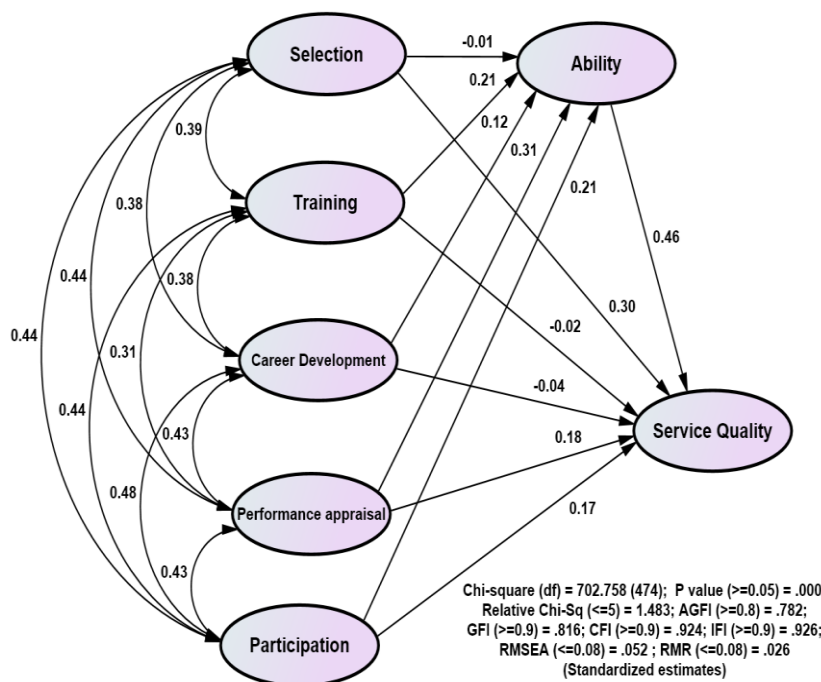 Selection
-0.01
Ability
0.21
0.12
0.39
0.31
0.21
Training
0.38
0.46
0.44
0.38
0.30
0.44
0.31
-0.02
Career Development
-0.04
0.44
0.43
0.18
Service Quality
0.48
Performance appraisal
0.17
0.43
Participation
Chi-square (df) = 702.758 (474); P value (>=0.05) = .000
Relative Chi-Sq (<=5) = 1.483; AGFI (>=0.8) = .782;
GFI (>=0.9) = .816; CFI (>=0.9) = .924; IFI (>=0.9) = .926;
RMSEA (<=0.08) = .052 ; RMR (<=0.08) = .026
(Standardized estimates)